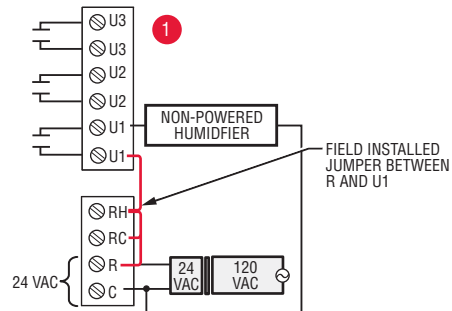 U3
1
U3
U2
U2
U1
NON-POWERED
HUMIDFIER
U1
FIELD INSTALLED
JUMPER BETWEEN
R AND U1
RH
RC
R
24 VAC
C
24
VAC
120
VAC